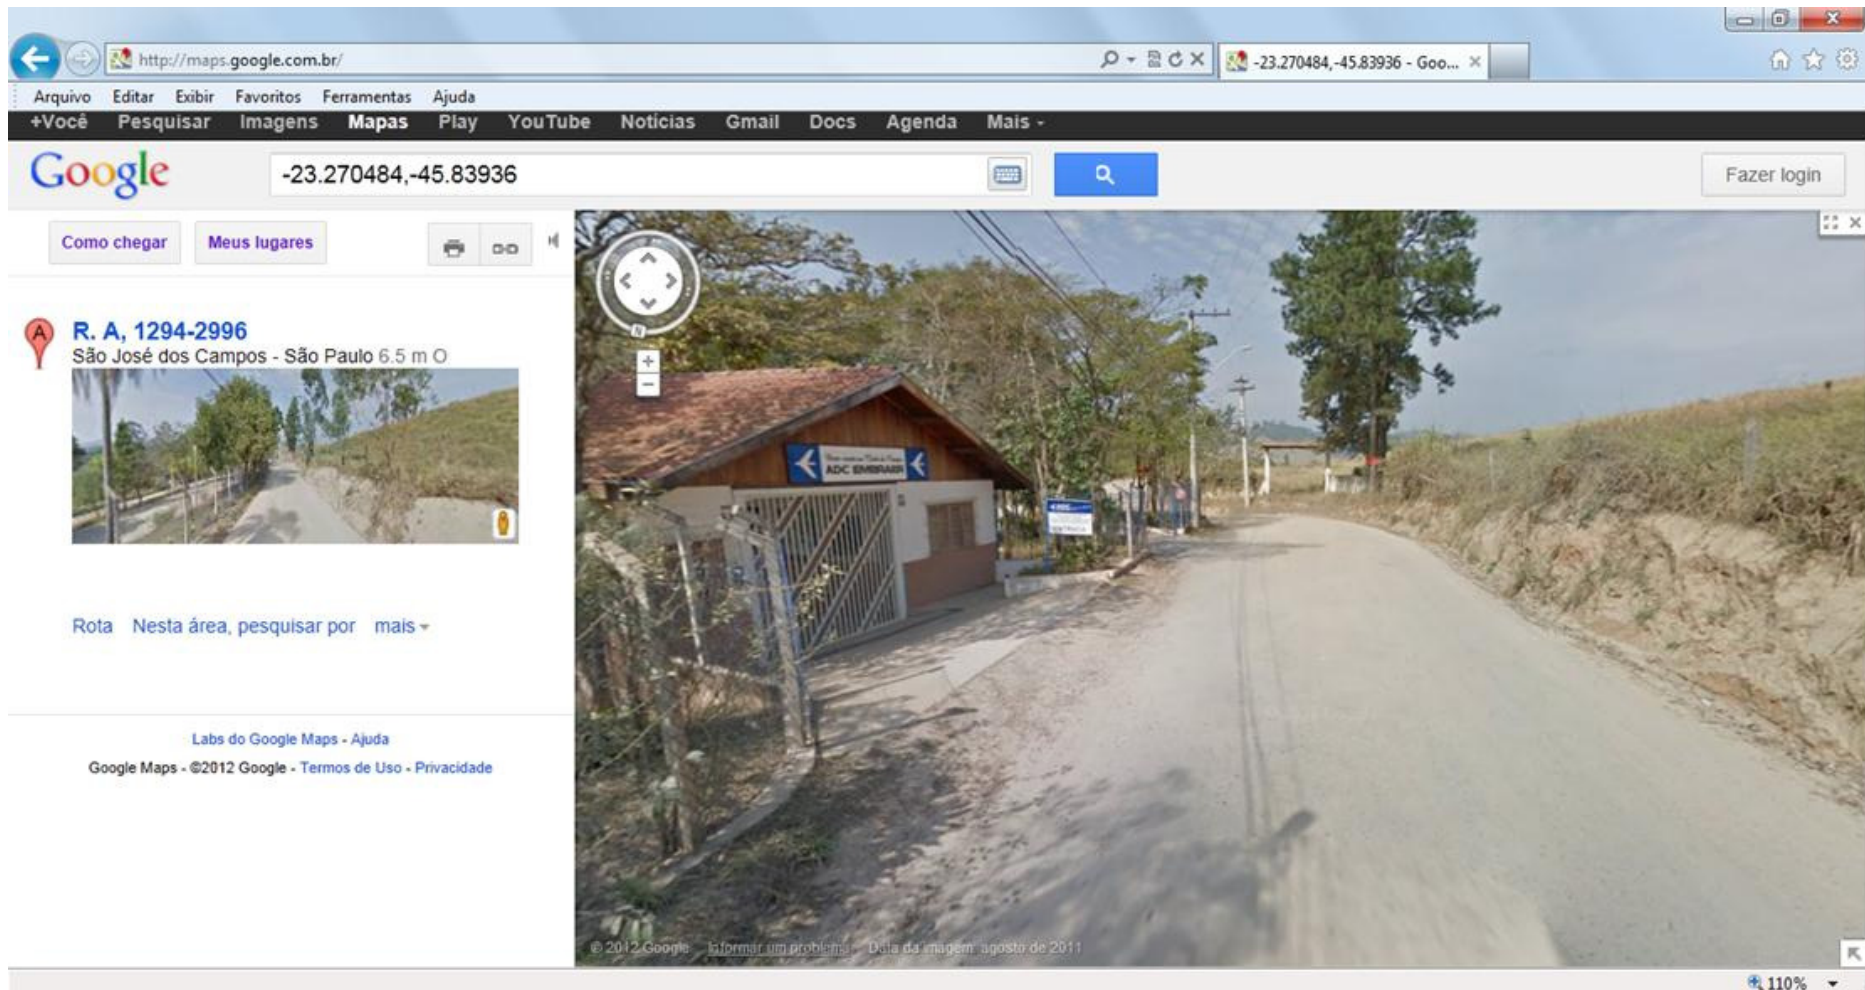 http://maps.google.com.br/
-23.270484,-45.83936 - Goo...
Arquivo Editar Exibir Favoritos Ferramentas Ajuda
+Você Pesquisar Imagens Mapas Play YouTube Notícias Gmail Docs Agenda Mais
Google
-23.270484,-45.83936
Fazer login
Como chegar
Meus lugares
A
R. A, 1294-2996
São José dos Campos - São Paulo 6.5 m O
Rota Nesta área, pesquisar por mais
Labs do Google Maps - Ajuda
Google Maps - ©2012 Google - Termos de Uso - Privacidade
N
ADC EMBRAER
© 2012 Google Informar um problema Data da imagem: agosto de 2011
110%